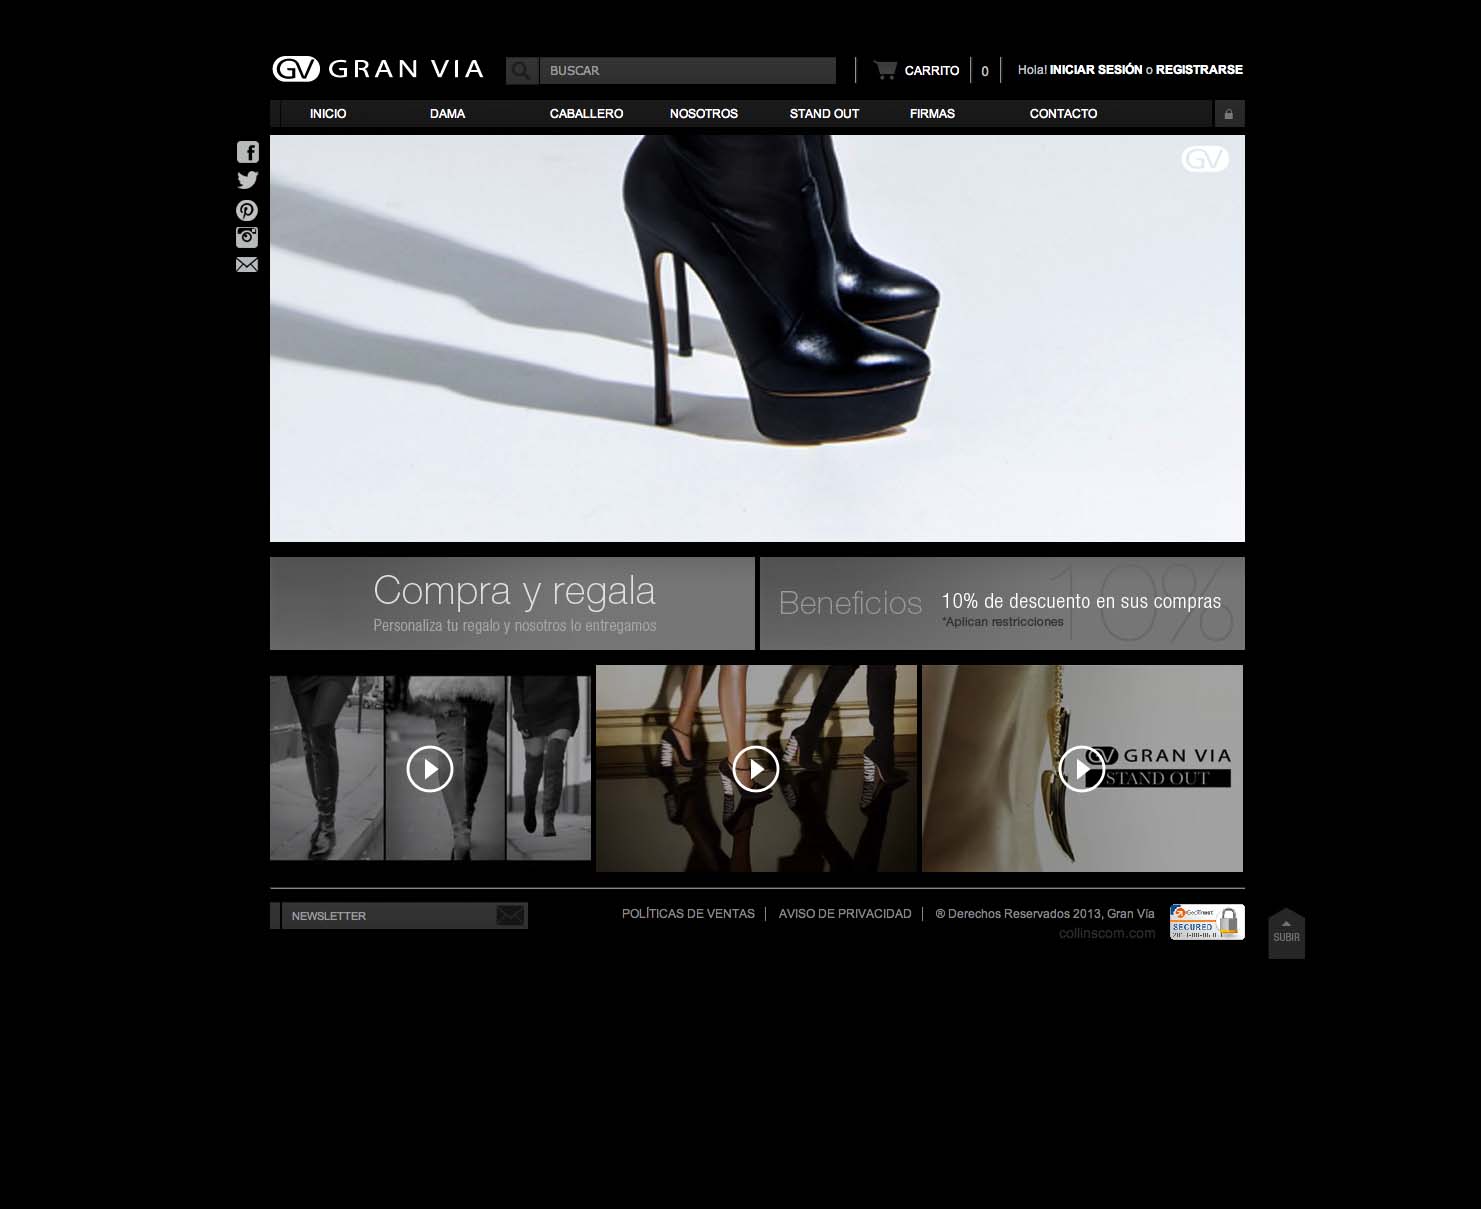 GV GRAN VIA
BUSCAR
CARRITO
0
Hola! INICIAR SESIÓN o REGISTRARSE
INICIO
DAMA
CABALLERO
NOSOTROS
STAND OUT
FIRMAS
CONTACTO
GV
Compra y regala
Personaliza tu regalo y nosotros lo entregamos
Beneficios
10% de descuento en sus compras
*Aplican restricciones
10%
GV GRAN VIA
STAND OUT
NEWSLETTER
POLÍTICAS DE VENTAS
AVISO DE PRIVACIDAD
® Derechos Reservados 2013, Gran Vía
collinscom.com
GeoTrust
SECURED
SUBIR